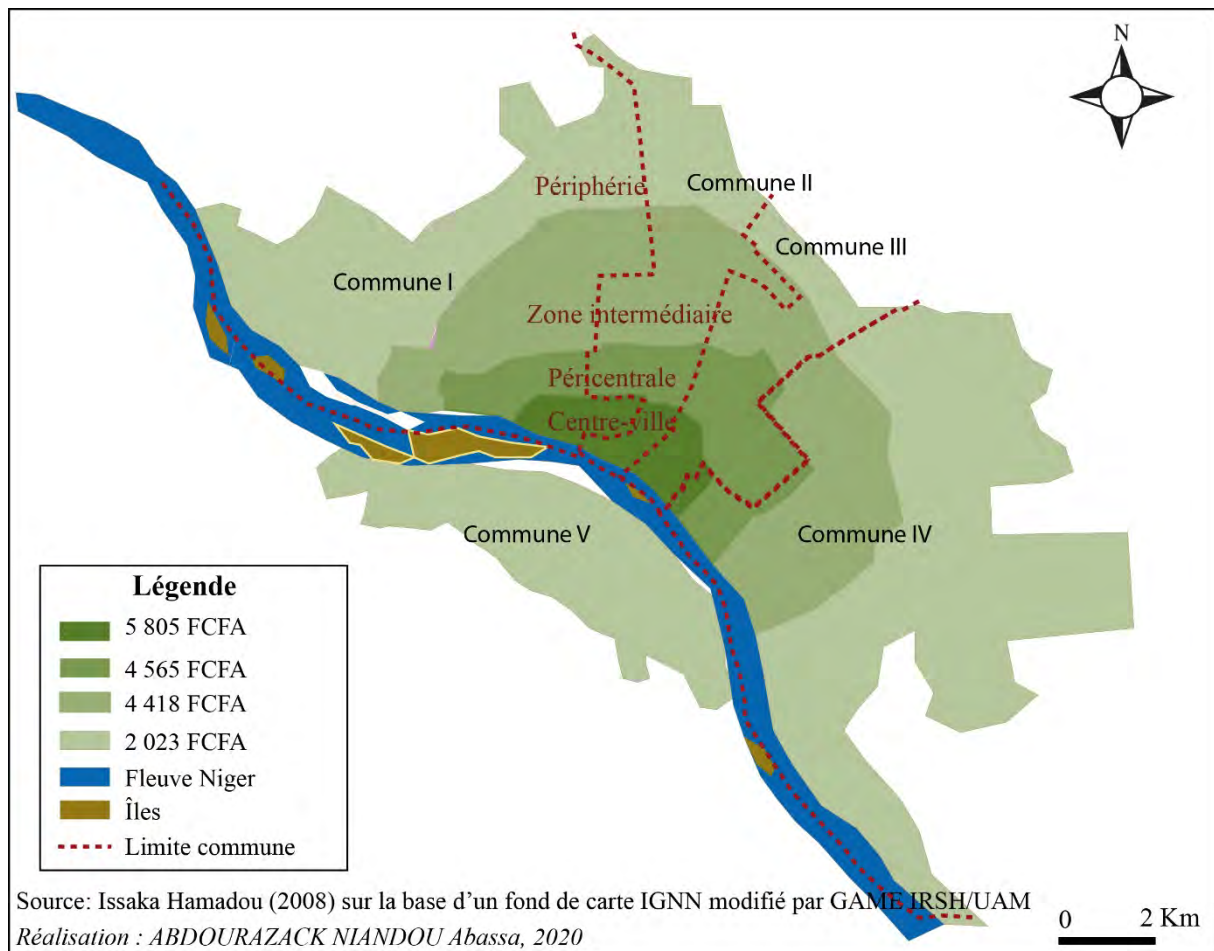 N
Périphérie
Commune II
Commune III
Commune I
Zone intermédiaire
Péricentrale
Centre-ville
Commune V
Commune IV
Légende
5 805 FCFA
4 565 FCFA
4 418 FCFA
2 023 FCFA
Fleuve Niger
Îles
Limite commune
Source: Issaka Hamadou (2008) sur la base d'un fond de carte IGNN modifié par GAME IRSH/UAM
Réalisation : ABDOURAZACK NIANDOU Abassa, 2020
0 2 Km